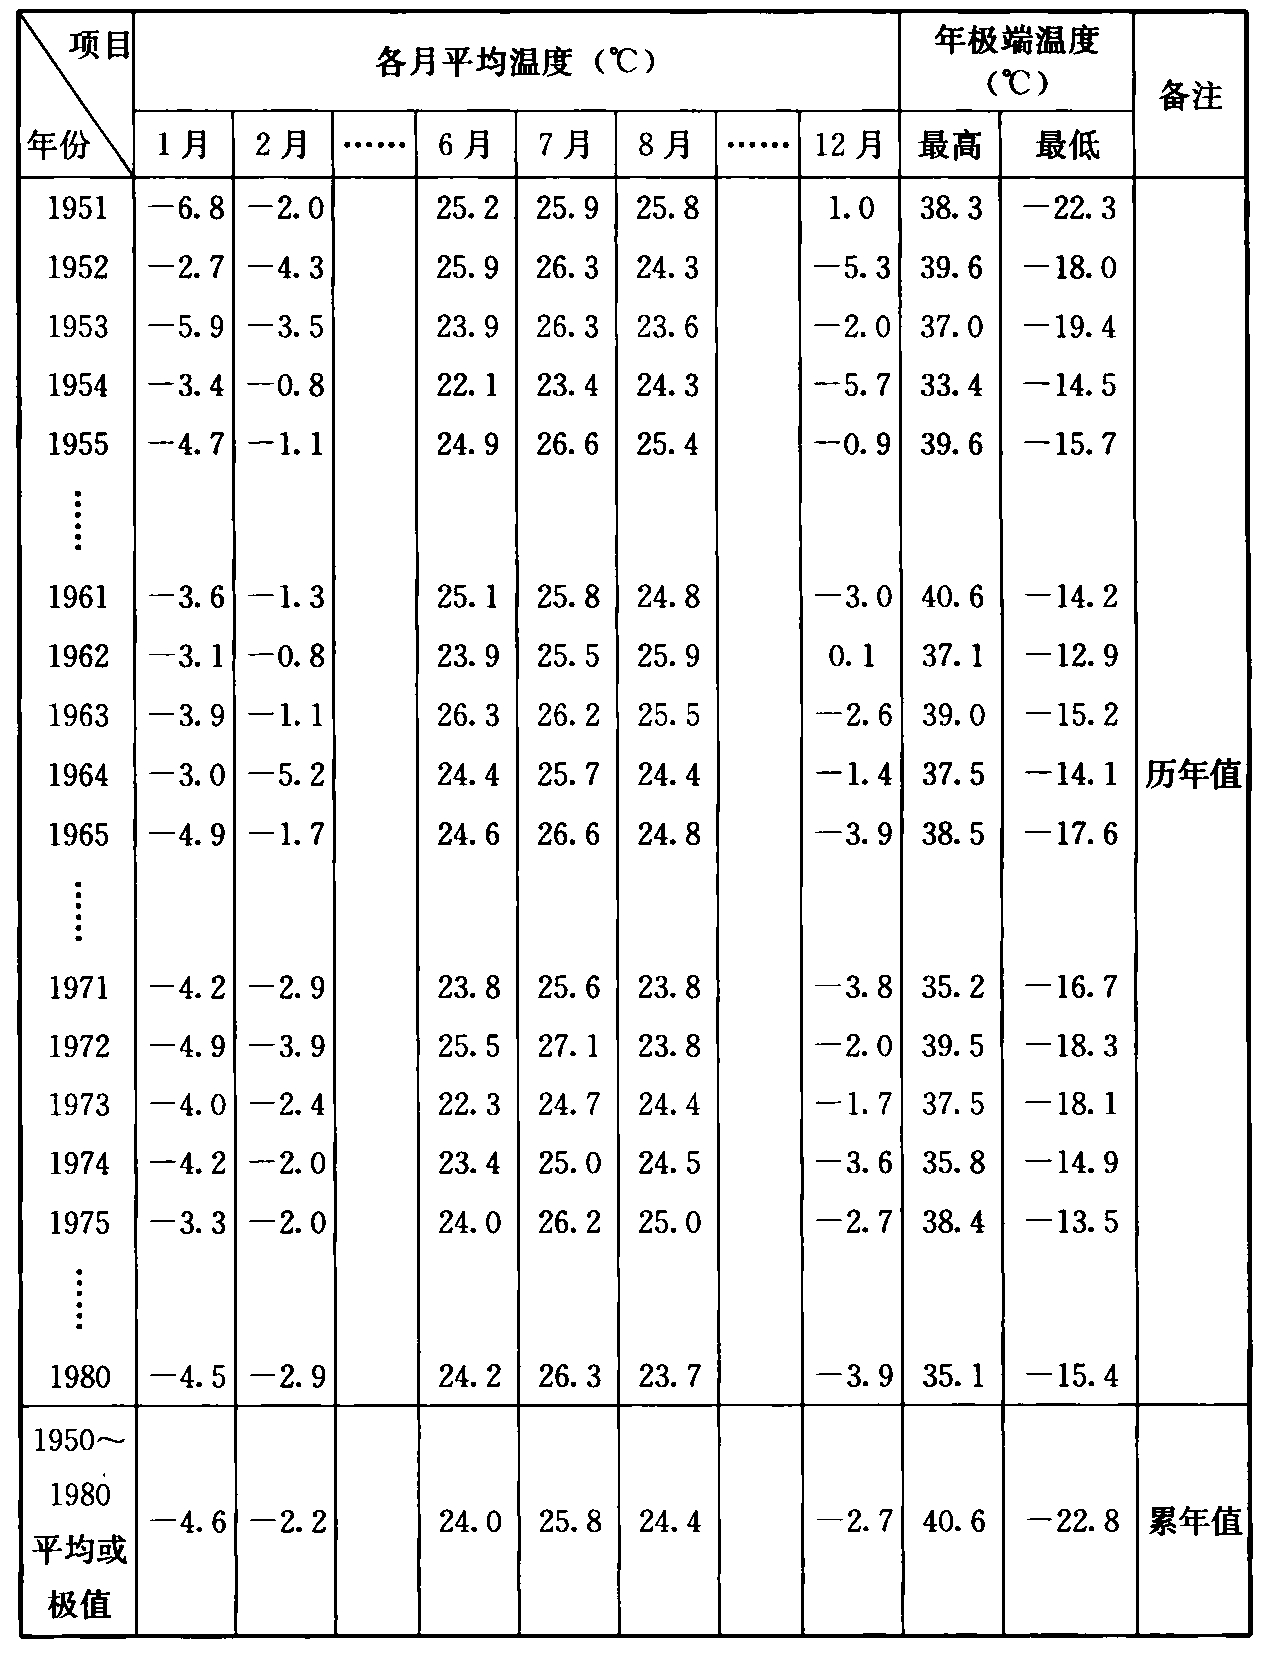 项目 各月平均温度（℃） 年极端温度（℃） 备注
年份 1月 2月 …… 6月 7月 8月 …… 12月 最高 最低
1951 －6.8 －2.0 25.2 25.9 25.8 1.0 38.3 －22.3
1952 －2.7 －4.3 25.9 26.3 24.3 －5.3 39.6 －18.0
1953 －5.9 －3.5 23.9 26.3 23.6 －2.0 37.0 －19.4
1954 －3.4 －0.8 22.1 23.4 24.3 －5.7 33.4 －14.5
1955 －4.7 －1.1 24.9 26.6 25.4 －0.9 39.6 －15.7
……
1961 －3.6 －1.3 25.1 25.8 24.8 －3.0 40.6 －14.2
1962 －3.1 －0.8 23.9 25.5 25.9 0.1 37.1 －12.9
1963 －3.9 －1.1 26.3 26.2 25.5 －2.6 39.0 －15.2
1964 －3.0 －5.2 24.4 25.7 24.4 －1.4 37.5 －14.1 历年值
1965 －4.9 －1.7 24.6 26.6 24.8 －3.9 38.5 －17.6
……
1971 －4.2 －2.9 23.8 25.6 23.8 －3.8 35.2 －16.7
1972 －4.9 －3.9 25.5 27.1 23.8 －2.0 39.5 －18.3
1973 －4.0 －2.4 22.3 24.7 24.4 －1.7 37.5 －18.1
1974 －4.2 －2.0 23.4 25.0 24.5 －3.6 35.8 －14.9
1975 －3.3 －2.0 24.0 26.2 25.0 －2.7 38.4 －13.5
……
1980 －4.5 －2.9 24.2 26.3 23.7 －3.9 35.1 －15.4
1950～
1980
平均或
极值 －4.6 －2.2 24.0 25.8 24.4 －2.7 40.6 －22.8 累年值